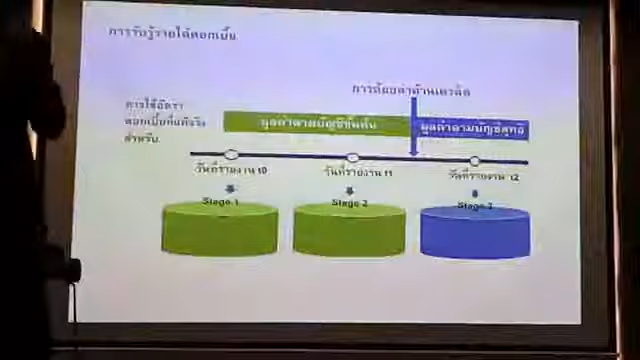 การรับรู้รายได้ดอกเบี้ย
การด้อยค่าด้านเครดิต
การใช้อัตรา
ดอกเบี้ยที่แท้จริง
สำหรับ
มูลค่าตามบัญชีขั้นต้น
มูลค่าตามบัญชีสุทธิ
วันที่รายงาน t0
วันที่รายงาน t1
วันที่รายงาน t2
Stage 1
Stage 2
Stage 3